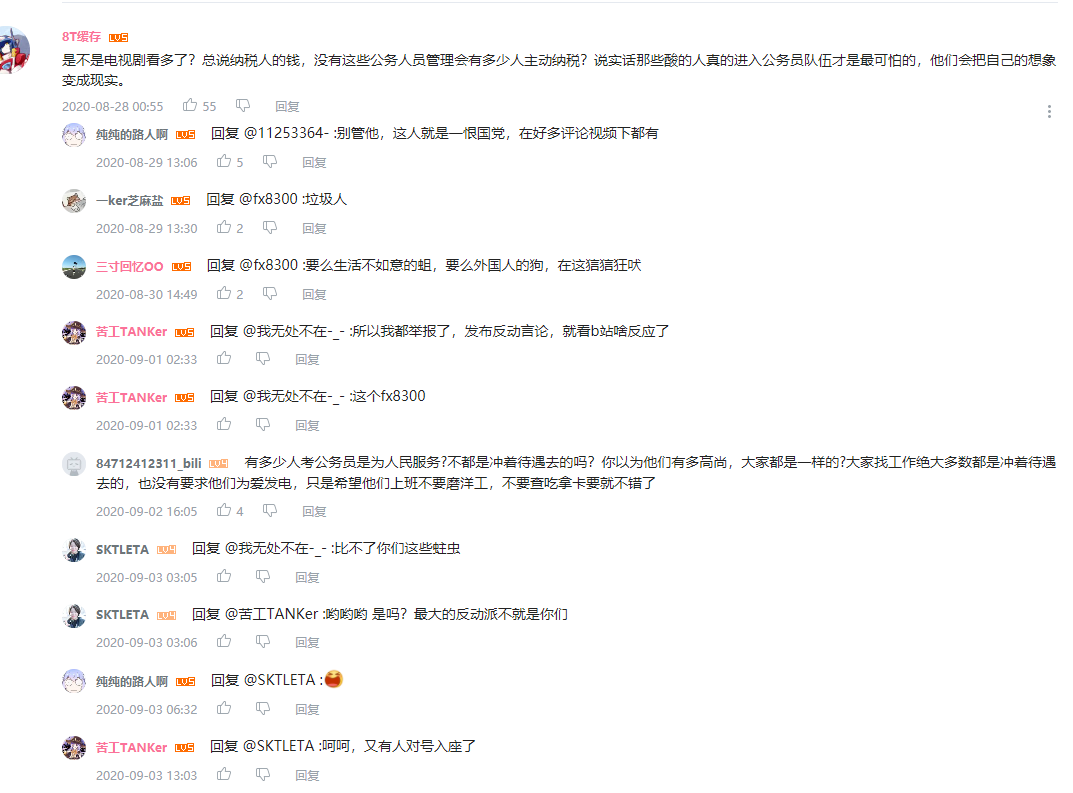 8T缓存 LV5
是不是电视剧看多了？总说纳税人的钱，没有这些公务人员管理会有多少人主动纳税？说实话那些酸的人真的进入公务员队伍才是最可怕的，他们会把自己的想象
变成现实。
2020-08-28 00:55 55 回复
纯纯的路人啊 LV5 回复 @11253364- :别管他，这人就是一恨国党，在好多评论视频下都有
2020-08-29 13:06 5 回复
一ker芝麻盐 LV5 回复 @fx8300 :垃圾人
2020-08-29 13:30 2 回复
三寸回忆OO LV5 回复 @fx8300 :要么生活不如意的蛆，要么外国人的狗，在这狺狺狂吠
2020-08-30 14:49 2 回复
苦工TANKer LV5 回复 @我无处不在-_- :所以我都举报了，发布反动言论，就看b站啥反应了
2020-09-01 02:33 回复
苦工TANKer LV5 回复 @我无处不在-_- :这个fx8300
2020-09-01 02:33 回复
84712412311_bili LV4 有多少人考公务员是为人民服务?不都是冲着待遇去的吗？你以为他们有多高尚，大家都是一样的?大家找工作绝大多数都是冲着待遇
去的，也没有要求他们为爱发电，只是希望他们上班不要磨洋工，不要查吃拿卡要就不错了
2020-09-02 16:05 4 回复
SKTLETA LV4 回复 @我无处不在-_- :比不了你们这些蛀虫
2020-09-03 03:05 回复
SKTLETA LV4 回复 @苦工TANKer :哟哟哟 是吗？最大的反动派不就是你们
2020-09-03 03:06 回复
纯纯的路人啊 LV5 回复 @SKTLETA :
2020-09-03 06:32 回复
苦工TANKer LV5 回复 @SKTLETA :呵呵，又有人对号入座了
2020-09-03 13:03 回复